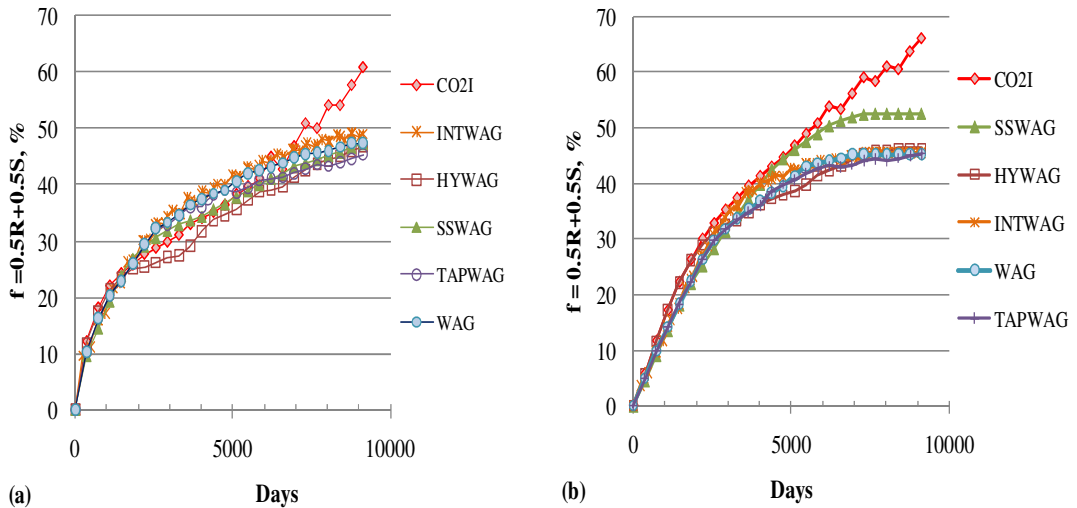 f =0.5R+0.5S, %
70
60
50
40
30
20
10
0
0
5000
10000
Days
(a)
CO2I
INTWAG
HYWAG
SSWAG
TAPWAG
WAG
f = 0.5R+0.5S, %
70
60
50
40
30
20
10
0
0
5000
10000
Days
(b)
CO2I
SSWAG
HYWAG
INTWAG
WAG
TAPWAG